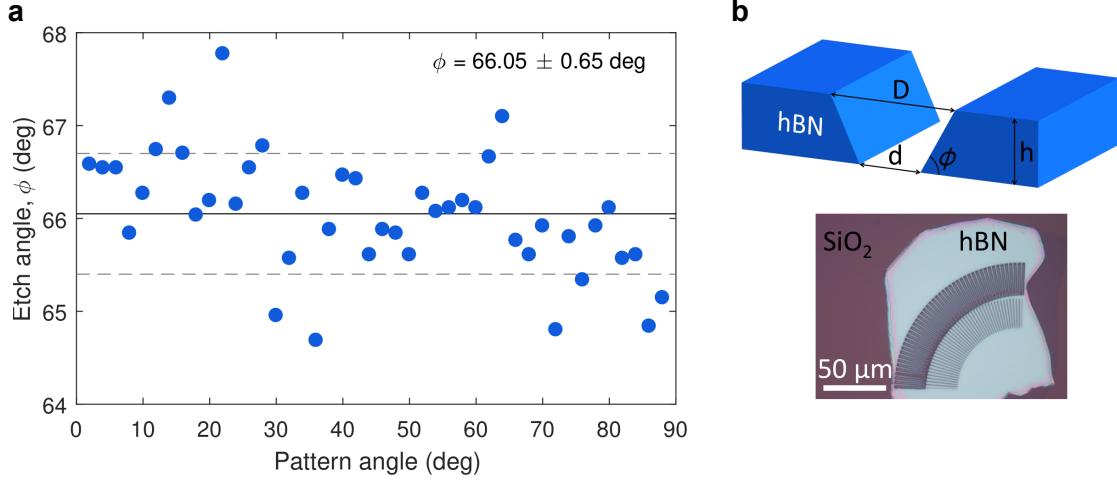 a
68
67
66
65
64
Etch angle, ϕ (deg)
ϕ = 66.05 ± 0.65 deg
0 10 20 30 40 50 60 70 80 90
Pattern angle (deg)
b
D
hBN
d
ϕ
h
SiO₂
hBN
50 μm